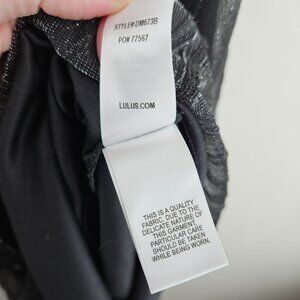 STYLE# DM673B
PO# 77567
LULUS.COM
THIS IS A QUALITY
FABRIC. DUE TO THE
DELICATE NATURE OF
THIS GARMENT,
PARTICULAR CARE
SHOULD BE TAKEN
WHILE BEING WORN.